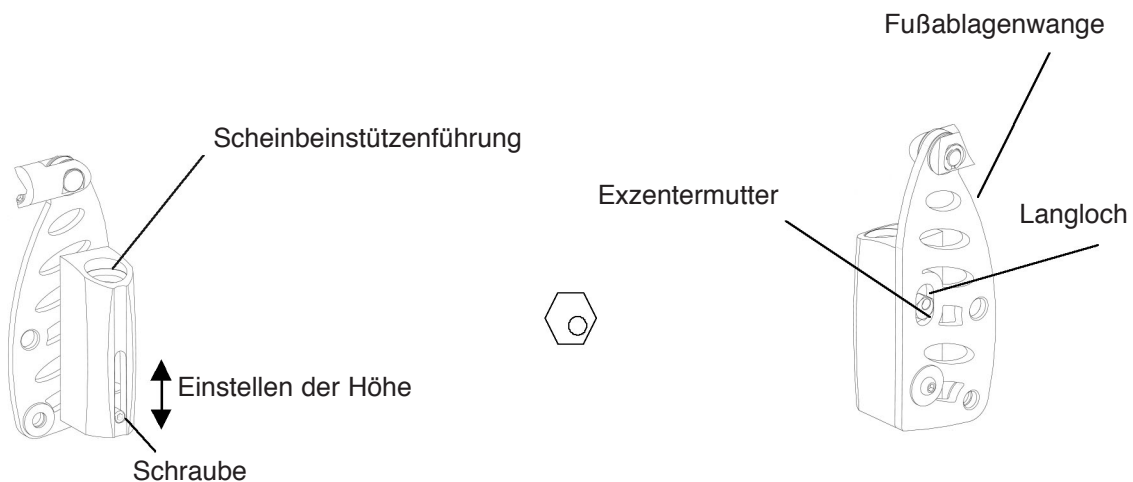 Fußablagenwange
Scheinbeinstützenführung
Exzentermutter
Langloch
Einstellen der Höhe
Schraube